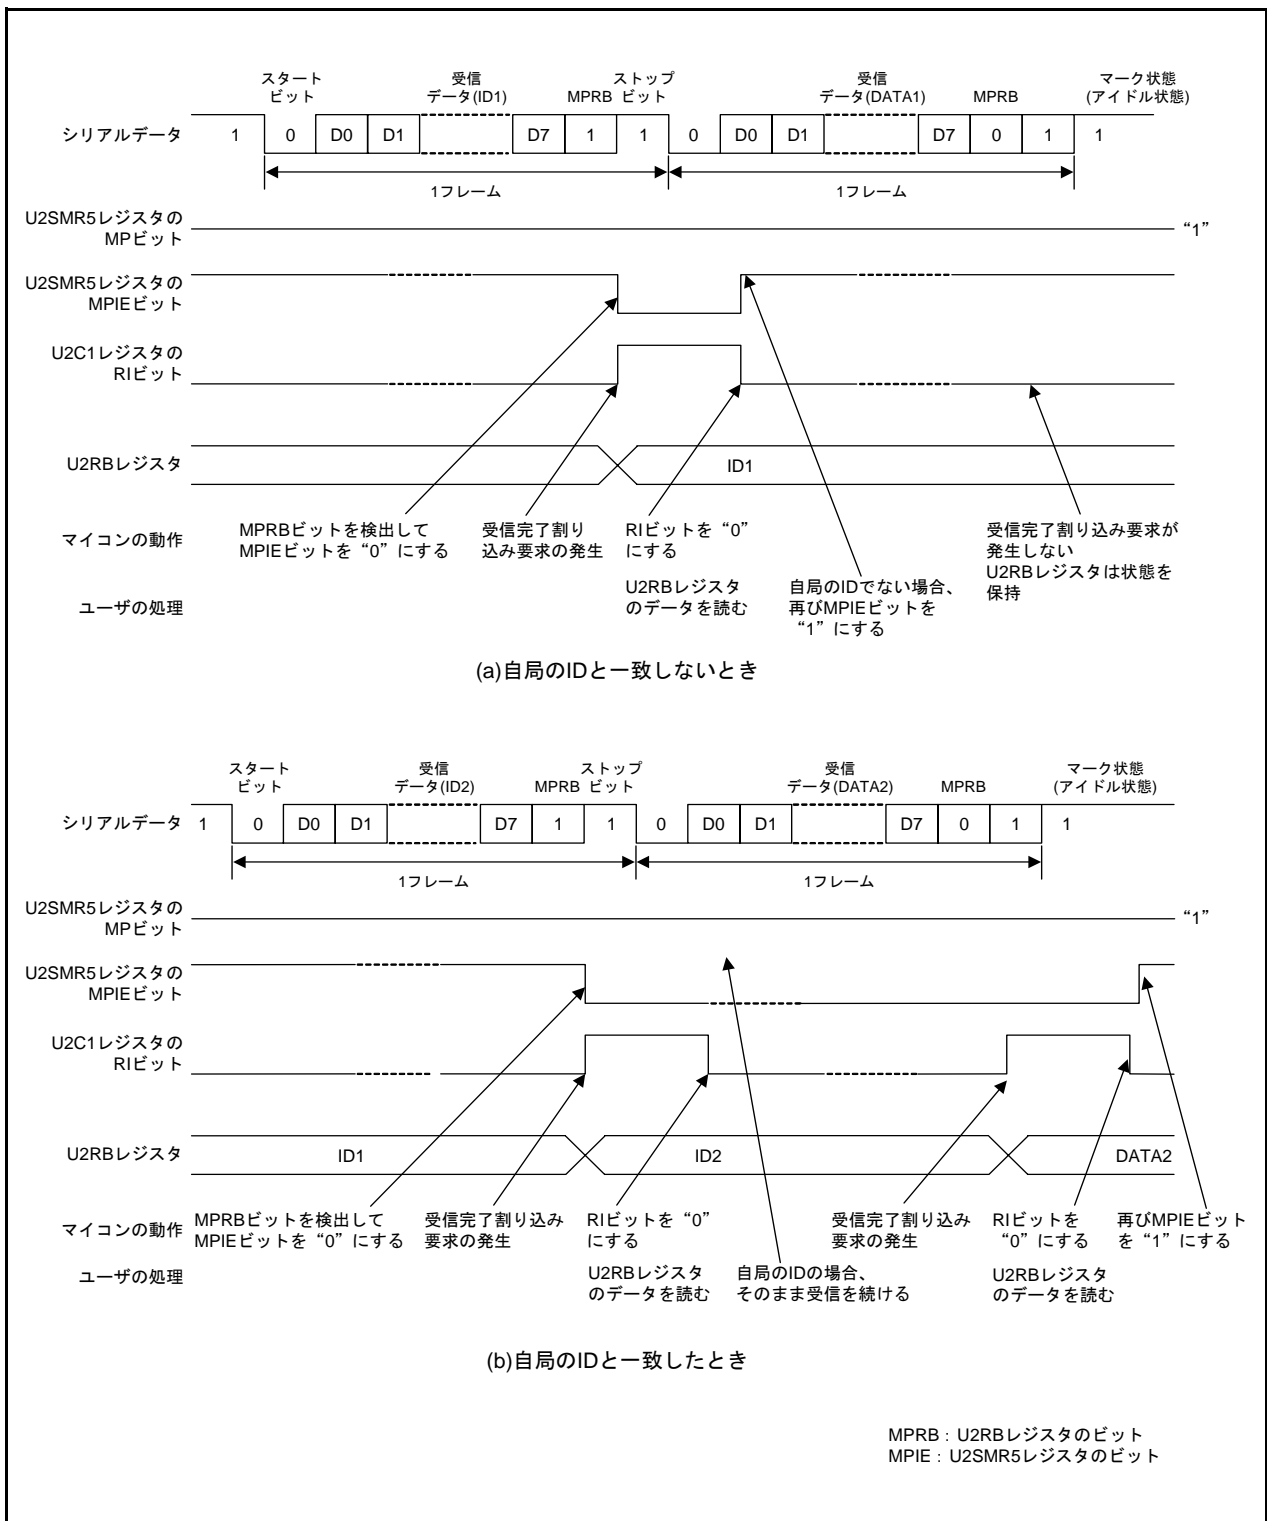 スタート
ビット
受信
データ(ID1)
MPRB
ストップ
ビット
受信
データ(DATA1)
MPRB
マーク状態
(アイドル状態)
シリアルデータ
1 0 D0 D1 D7 1 1 0 D0 D1 D7 0 1 1
1フレーム
1フレーム
U2SMR5レジスタの
MPビット
“1”
U2SMR5レジスタの
MPIEビット
U2C1レジスタの
RIビット
U2RBレジスタ
ID1
マイコンの動作
MPRBビットを検出して
MPIEビットを“0”にする
受信完了割り
込み要求の発生
RIビットを“0”
にする
受信完了割り込み要求が
発生しない
U2RBレジスタは状態を
保持
ユーザの処理
U2RBレジスタ
のデータを読む
自局のIDでない場合、
再びMPIEビットを
“1”にする
(a)自局のIDと一致しないとき
スタート
ビット
受信
データ(ID2)
MPRB
ストップ
ビット
受信
データ(DATA2)
MPRB
マーク状態
(アイドル状態)
シリアルデータ
1 0 D0 D1 D7 1 1 0 D0 D1 D7 0 1 1
1フレーム
1フレーム
U2SMR5レジスタの
MPビット
“1”
U2SMR5レジスタの
MPIEビット
U2C1レジスタの
RIビット
U2RBレジスタ
ID1
ID2
DATA2
マイコンの動作
MPRBビットを検出して
MPIEビットを“0”にする
受信完了割り込み
要求の発生
RIビットを“0”
にする
受信完了割り込み
要求の発生
RIビットを
“0”にする
再びMPIEビット
を“1”にする
ユーザの処理
U2RBレジスタ
のデータを読む
自局のIDの場合、
そのまま受信を続ける
U2RBレジスタ
のデータを読む
(b)自局のIDと一致したとき
MPRB：U2RBレジスタのビット
MPIE：U2SMR5レジスタのビット